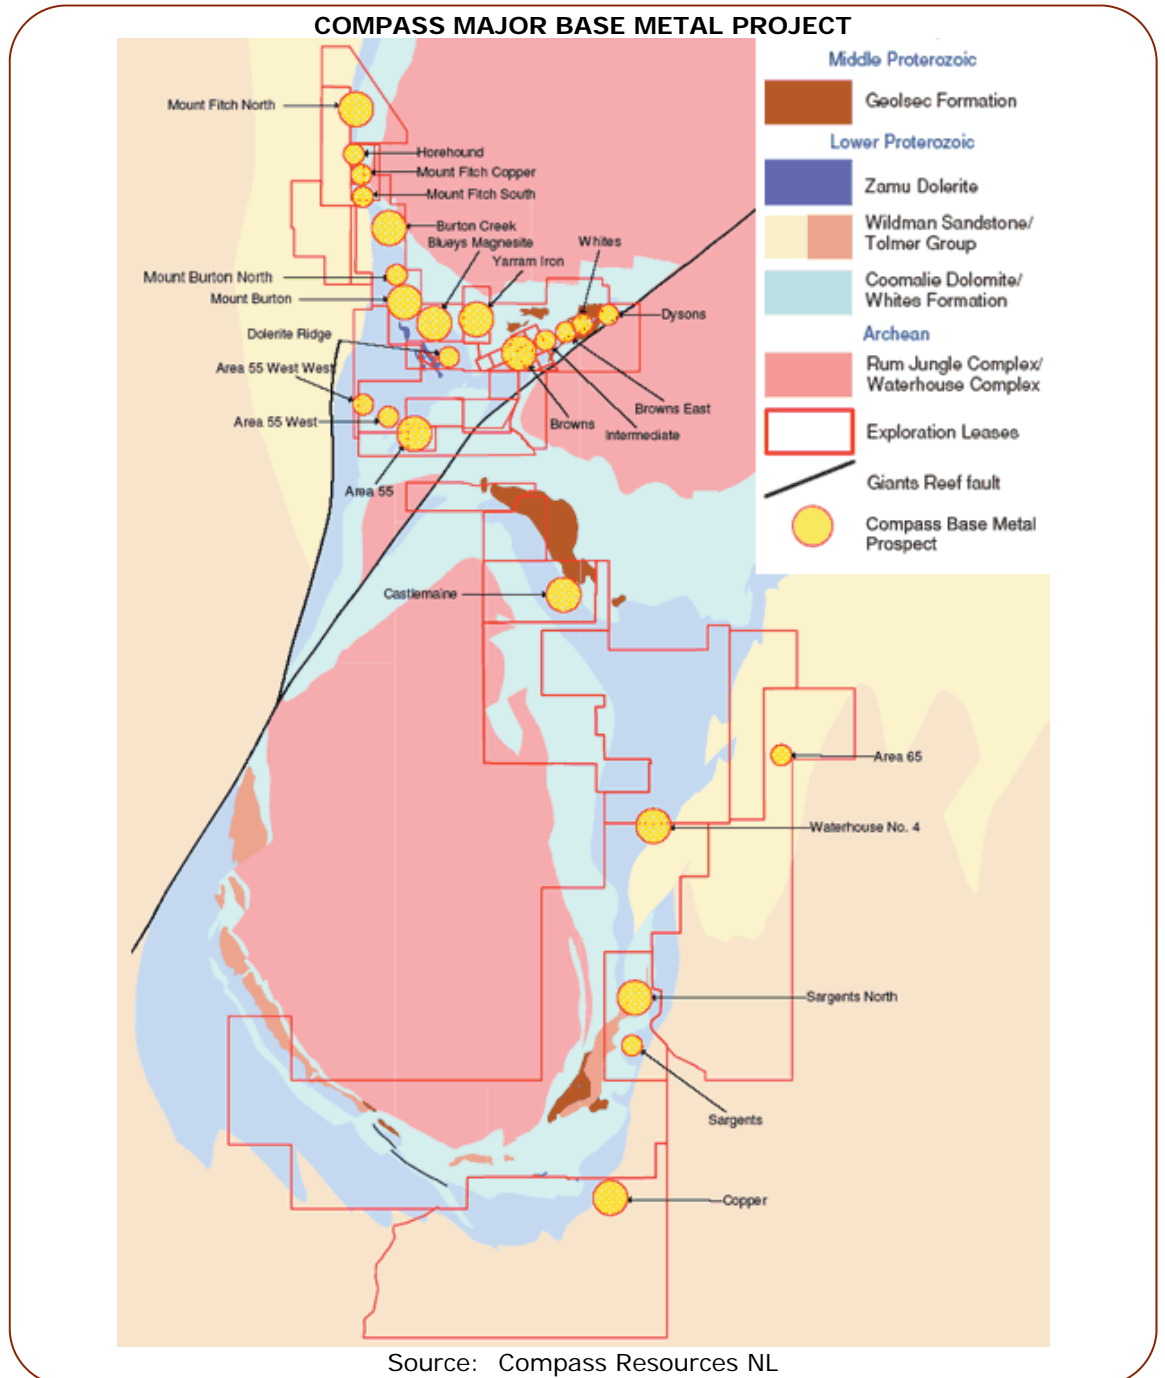 COMPASS MAJOR BASE METAL PROJECT
Middle Proterozoic
Geolsec Formation
Lower Proterozoic
Zamu Dolerite
Wildman Sandstone/
Tolmer Group
Coomalie Dolomite/
Whites Formation
Archean
Rum Jungle Complex/
Waterhouse Complex
Exploration Leases
Giants Reef fault
Compass Base Metal
Prospect
Mount Fitch North
Horehound
Mount Fitch Copper
Mount Fitch South
Burton Creek
Blueys Magnesite
Whites
Yarram Iron
Mount Burton North
Mount Burton
Dysons
Dolerite Ridge
Area 55 West West
Browns East
Area 55 West
Browns
Intermediate
Area 55
Castlemaine
Area 65
Waterhouse No. 4
Sargents North
Sargents
Copper
Source: Compass Resources NL